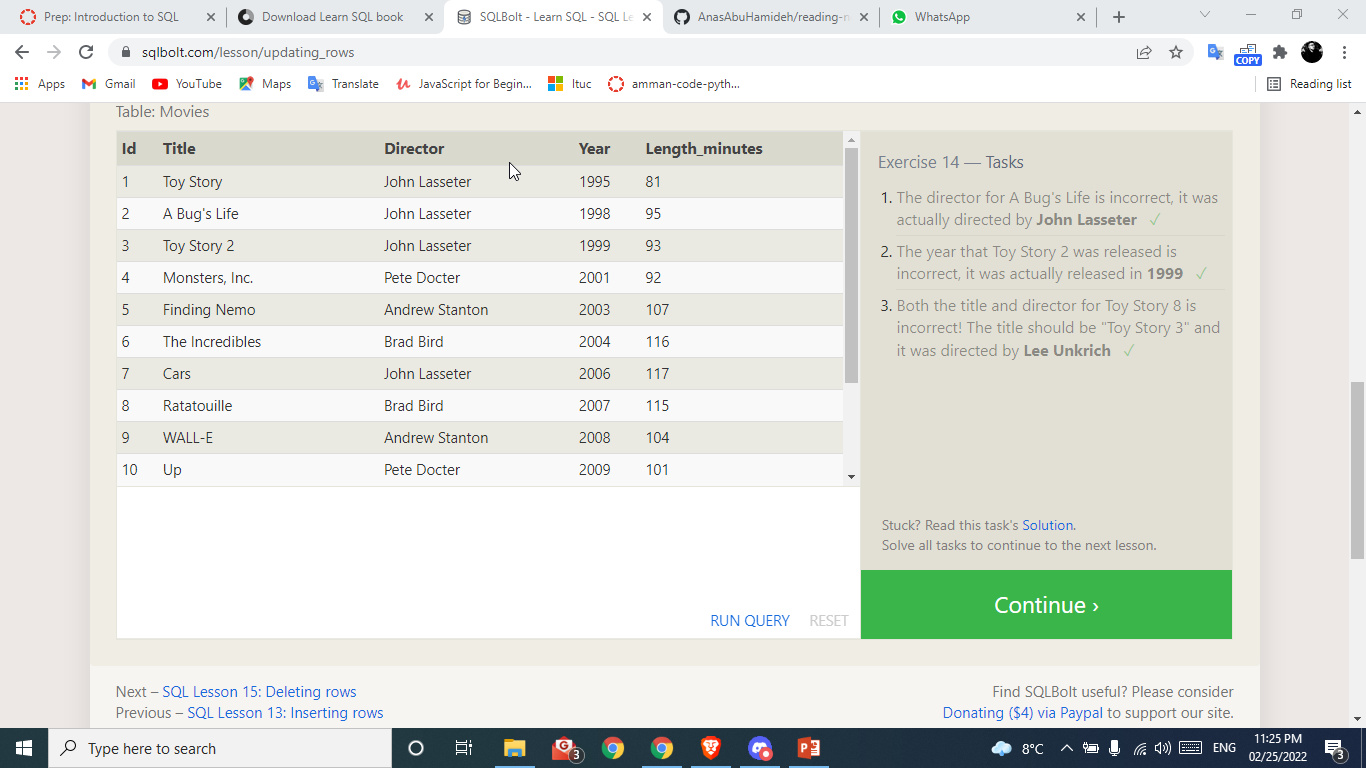 Prep: Introduction to SQL
Download Learn SQL book
SQLBolt - Learn SQL - SQL Le
AnasAbuHamideh/reading-n
WhatsApp
sqlbolt.com/lesson/updating_rows
COPY
Apps
Gmail
YouTube
Maps
Translate
JavaScript for Begin...
ltuc
amman-code-pyth...
Reading list
Table: Movies
Id Title Director Year Length_minutes
1 Toy Story John Lasseter 1995 81
2 A Bug's Life John Lasseter 1998 95
3 Toy Story 2 John Lasseter 1999 93
4 Monsters, Inc. Pete Docter 2001 92
5 Finding Nemo Andrew Stanton 2003 107
6 The Incredibles Brad Bird 2004 116
7 Cars John Lasseter 2006 117
8 Ratatouille Brad Bird 2007 115
9 WALL-E Andrew Stanton 2008 104
10 Up Pete Docter 2009 101
RUN QUERY RESET
Exercise 14 — Tasks
1. The director for A Bug's Life is incorrect, it was
actually directed by John Lasseter ✓
2. The year that Toy Story 2 was released is
incorrect, it was actually released in 1999 ✓
3. Both the title and director for Toy Story 8 is
incorrect! The title should be "Toy Story 3" and
it was directed by Lee Unkrich ✓
Stuck? Read this task's Solution.
Solve all tasks to continue to the next lesson.
Continue ›
Next – SQL Lesson 15: Deleting rows
Previous – SQL Lesson 13: Inserting rows
Find SQLBolt useful? Please consider
Donating ($4) via Paypal to support our site.
Type here to search
3
8°C
ENG
11:25 PM
02/25/2022
3